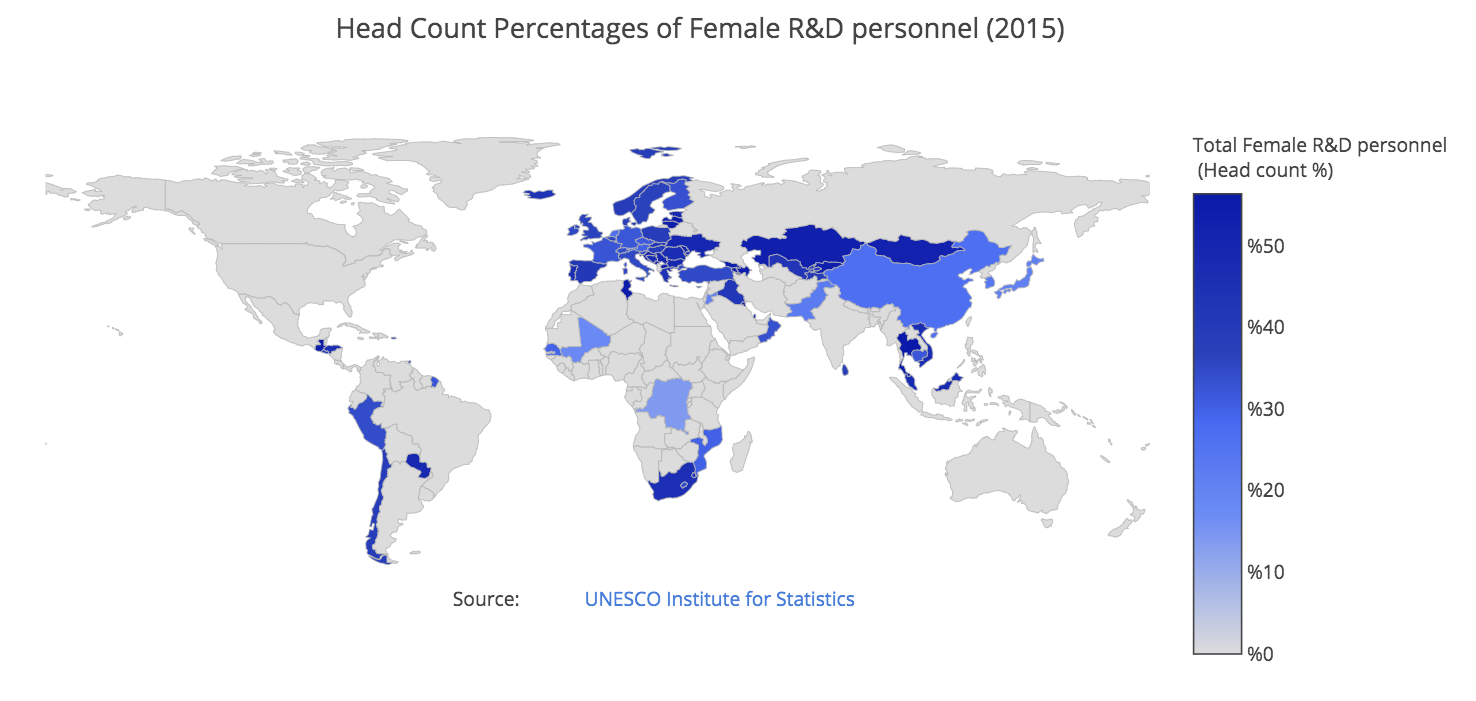 Head Count Percentages of Female R&D personnel (2015)
Total Female R&D personnel
(Head count %)
%50
%40
%30
%20
%10
%0
Source: UNESCO Institute for Statistics